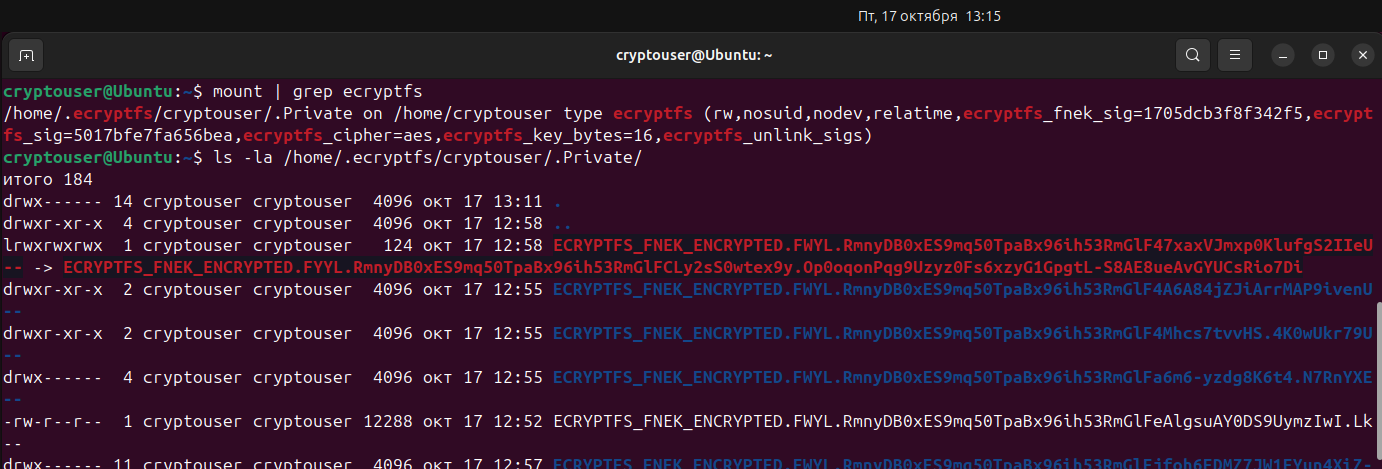 Пт, 17 октября 13:15
cryptouser@Ubuntu: ~
cryptouser@Ubuntu:~$ mount | grep ecryptfs
/home/.ecryptfs/cryptouser/.Private on /home/cryptouser type ecryptfs (rw,nosuid,nodev,relatime,ecryptfs_fnek_sig=1705dcb3f8f342f5,ecrypt
fs_sig=5017bfe7fa656bea,ecryptfs_cipher=aes,ecryptfs_key_bytes=16,ecryptfs_unlink_sigs)
cryptouser@Ubuntu:~$ ls -la /home/.ecryptfs/cryptouser/.Private/
итого 184
drwx------ 14 cryptouser cryptouser 4096 окт 17 13:11 .
drwxr-xr-x 4 cryptouser cryptouser 4096 окт 17 12:58 ..
lrwxrwxrwx 1 cryptouser cryptouser 124 окт 17 12:58 ECRYPTFS_FNEK_ENCRYPTED.FWYL.RmnyDB0xES9mq50TpaBx96ih53RmGlF47xaxVJmxp0KlufgS2IIeU
-- -> ECRYPTFS_FNEK_ENCRYPTED.FYYL.RmnyDB0xES9mq50TpaBx96ih53RmGlFCLy2sS0wtex9y.Op0oqonPqg9Uzyz0Fs6xzyG1GpgtL-S8AE8ueAvGYUCsRio7Di
drwxr-xr-x 2 cryptouser cryptouser 4096 окт 17 12:55 ECRYPTFS_FNEK_ENCRYPTED.FWYL.RmnyDB0xES9mq50TpaBx96ih53RmGlF4A6A84jZJiArrMAP9ivenU
--
drwxr-xr-x 2 cryptouser cryptouser 4096 окт 17 12:55 ECRYPTFS_FNEK_ENCRYPTED.FWYL.RmnyDB0xES9mq50TpaBx96ih53RmGlF4Mhcs7tvvHS.4K0wUkr79U
--
drwx------ 4 cryptouser cryptouser 4096 окт 17 12:55 ECRYPTFS_FNEK_ENCRYPTED.FWYL.RmnyDB0xES9mq50TpaBx96ih53RmGlFa6m6-yzdg8K6t4.N7RnYXE
--
-rw-r--r-- 1 cryptouser cryptouser 12288 окт 17 12:52 ECRYPTFS_FNEK_ENCRYPTED.FWYL.RmnyDB0xES9mq50TpaBx96ih53RmGlFeAlgsuAY0DS9UymzIwI.Lk
--
drwx------ 11 cryptouser cryptouser 4096 окт 17 12:57